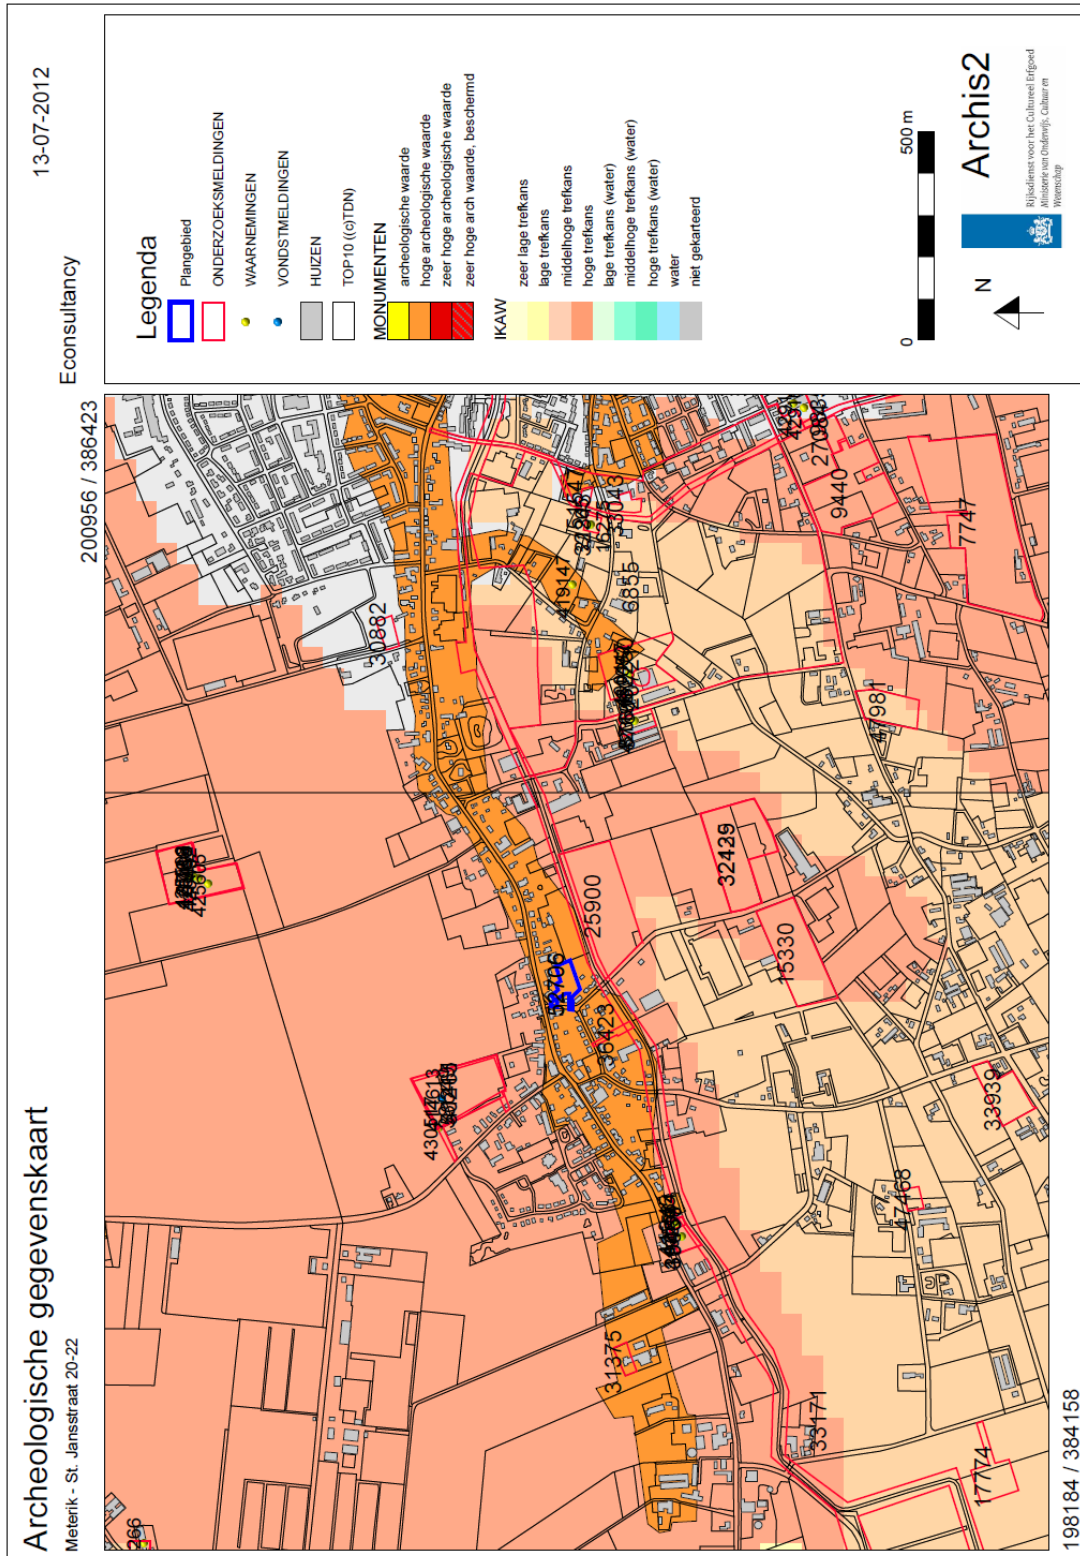 Archeologische gegevenskaart
13-07-2012
Meterik - St. Jansstraat 20-22
Econsultancy
200956 / 386423
198184 / 384158
Legenda
Plangebied
ONDERZOEKSMELDINGEN
WAARNEMINGEN
VONDSTMELDINGEN
HUIZEN
TOP10 ((c)TDN)
MONUMENTEN
archeologische waarde
hoge archeologische waarde
zeer hoge archeologische waarde
zeer hoge arch waarde, beschermd
IKAW
zeer lage trefkans
lage trefkans
middelhoge trefkans
hoge trefkans
lage trefkans (water)
middelhoge trefkans (water)
hoge trefkans (water)
water
niet gekarteerd
0
500 m
N
Archis2
Rijksdienst voor het Cultureel Erfgoed
Ministerie van Onderwijs, Cultuur en
Wetenschap
266
30882
419147
6855
33043
9440
7747
47981
32439
25900
15330
36423
31375
33171
17774
47468
33939